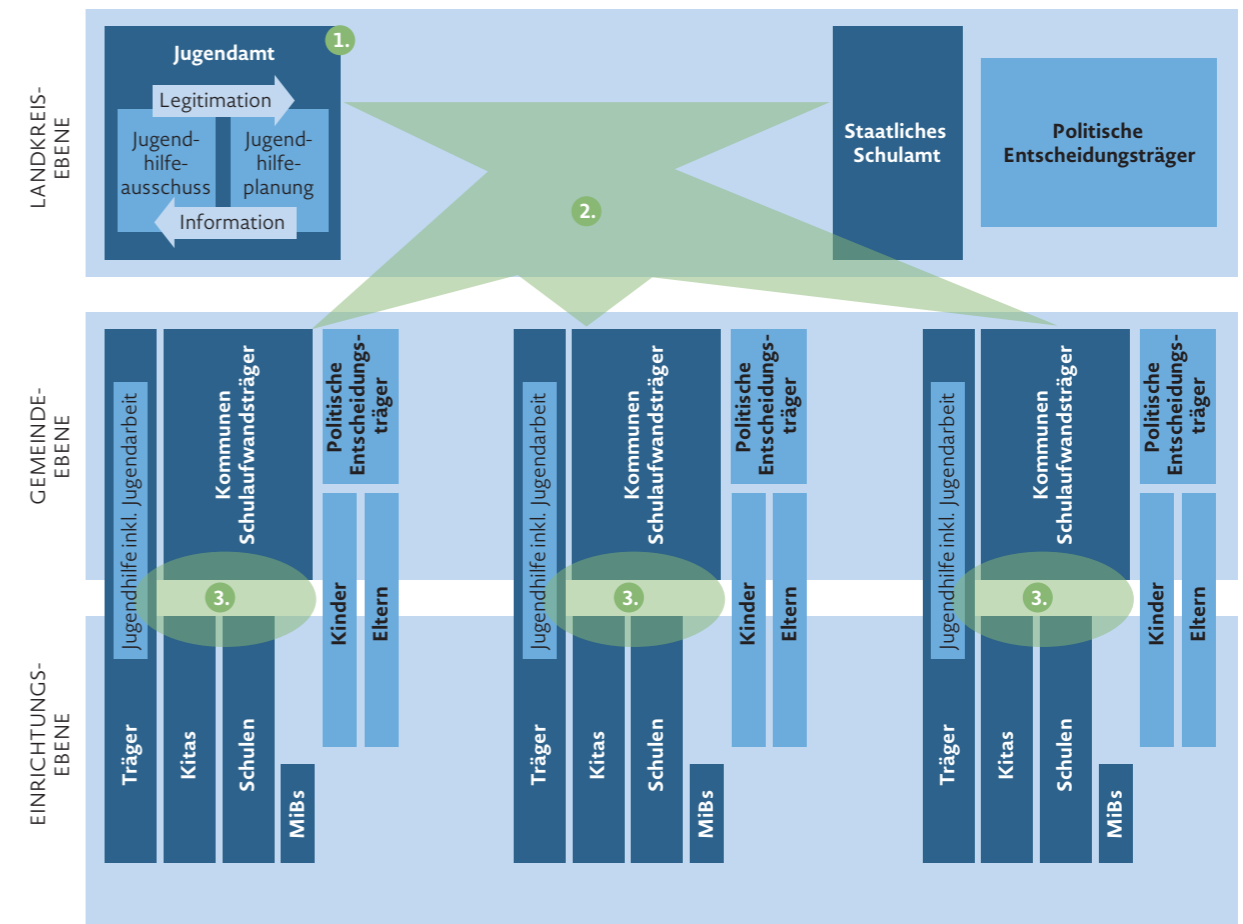 LANDKREIS-
EBENE
Jugendamt
1.
Legitimation
Jugend-
hilfe-
ausschuss
Jugend-
hilfe-
planung
Information
2.
Staatliches
Schulamt
Politische
Entscheidungsträger
GEMEINDE-
EBENE
EINRICHTUNGS-
EBENE
Träger
Jugendhilfe inkl. Jugendarbeit
Kommunen
Schulaufwandsträger
Politische
Entscheidungs-
träger
3.
Kitas
Schulen
MiBs
Kinder
Eltern
Träger
Jugendhilfe inkl. Jugendarbeit
Kommunen
Schulaufwandsträger
Politische
Entscheidungs-
träger
3.
Kitas
Schulen
MiBs
Kinder
Eltern
Träger
Jugendhilfe inkl. Jugendarbeit
Kommunen
Schulaufwandsträger
Politische
Entscheidungs-
träger
3.
Kitas
Schulen
MiBs
Kinder
Eltern